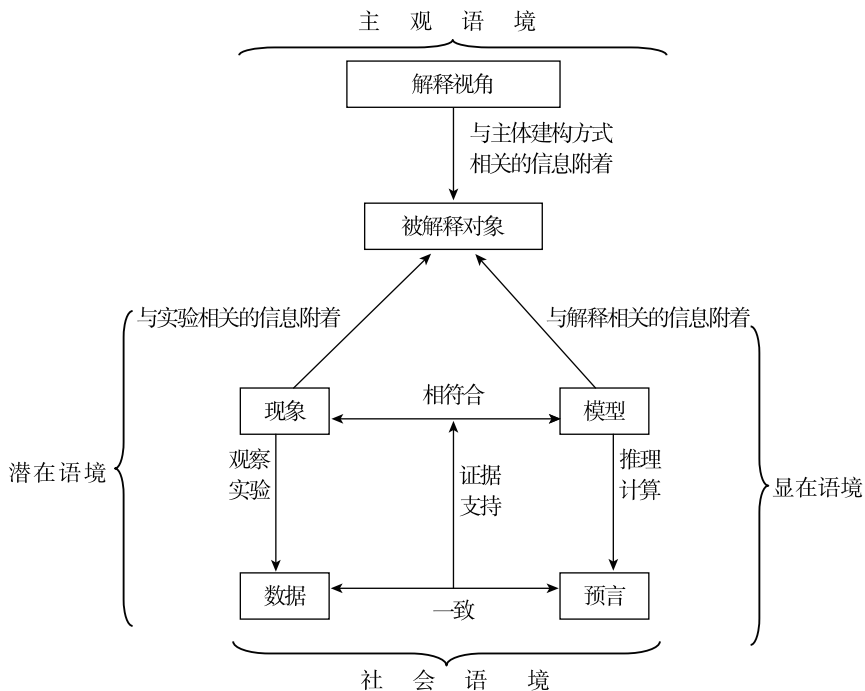 主观语境
解释视角
与主体建构方式
相关的信息附着
被解释对象
与实验相关的信息附着
与解释相关的信息附着
现象
相符合
模型
观察
实验
证据
支持
推理
计算
潜在语境
显在语境
数据
一致
预言
社会语境